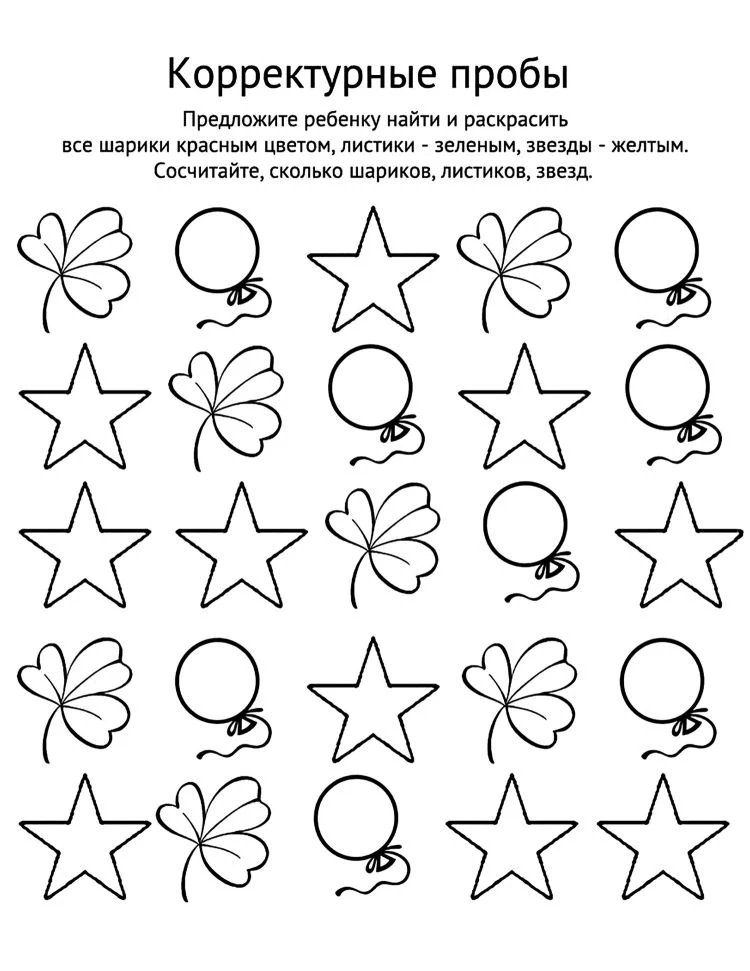 Корректурные пробы
Предложите ребенку найти и раскрасить
все шарики красным цветом, листики - зеленым, звезды - желтым.
Сосчитайте, сколько шариков, листиков, звезд.